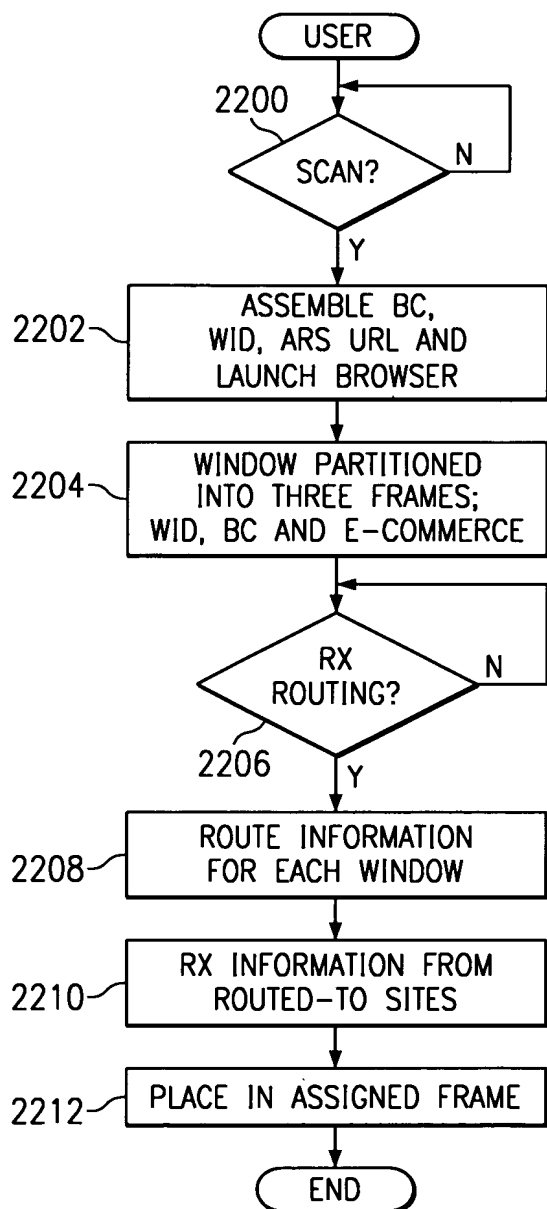 USER
2200
SCAN?
N
Y
2202
ASSEMBLE BC,
WID, ARS URL AND
LAUNCH BROWSER
2204
WINDOW PARTITIONED
INTO THREE FRAMES;
WID, BC AND E-COMMERCE
RX
ROUTING?
N
2206
Y
2208
ROUTE INFORMATION
FOR EACH WINDOW
2210
RX INFORMATION FROM
ROUTED-TO SITES
2212
PLACE IN ASSIGNED FRAME
END